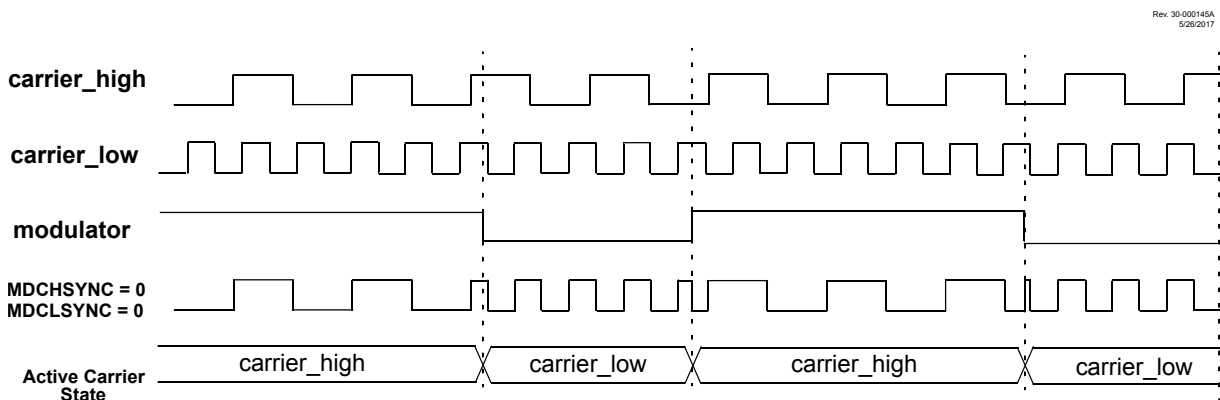 Rev. 30-000145A
5/26/2017
carrier_high
carrier_low
modulator
MDCHSYNC = 0
MDCLSYNC = 0
carrier_high
carrier_low
carrier_high
carrier_low
Active Carrier
State